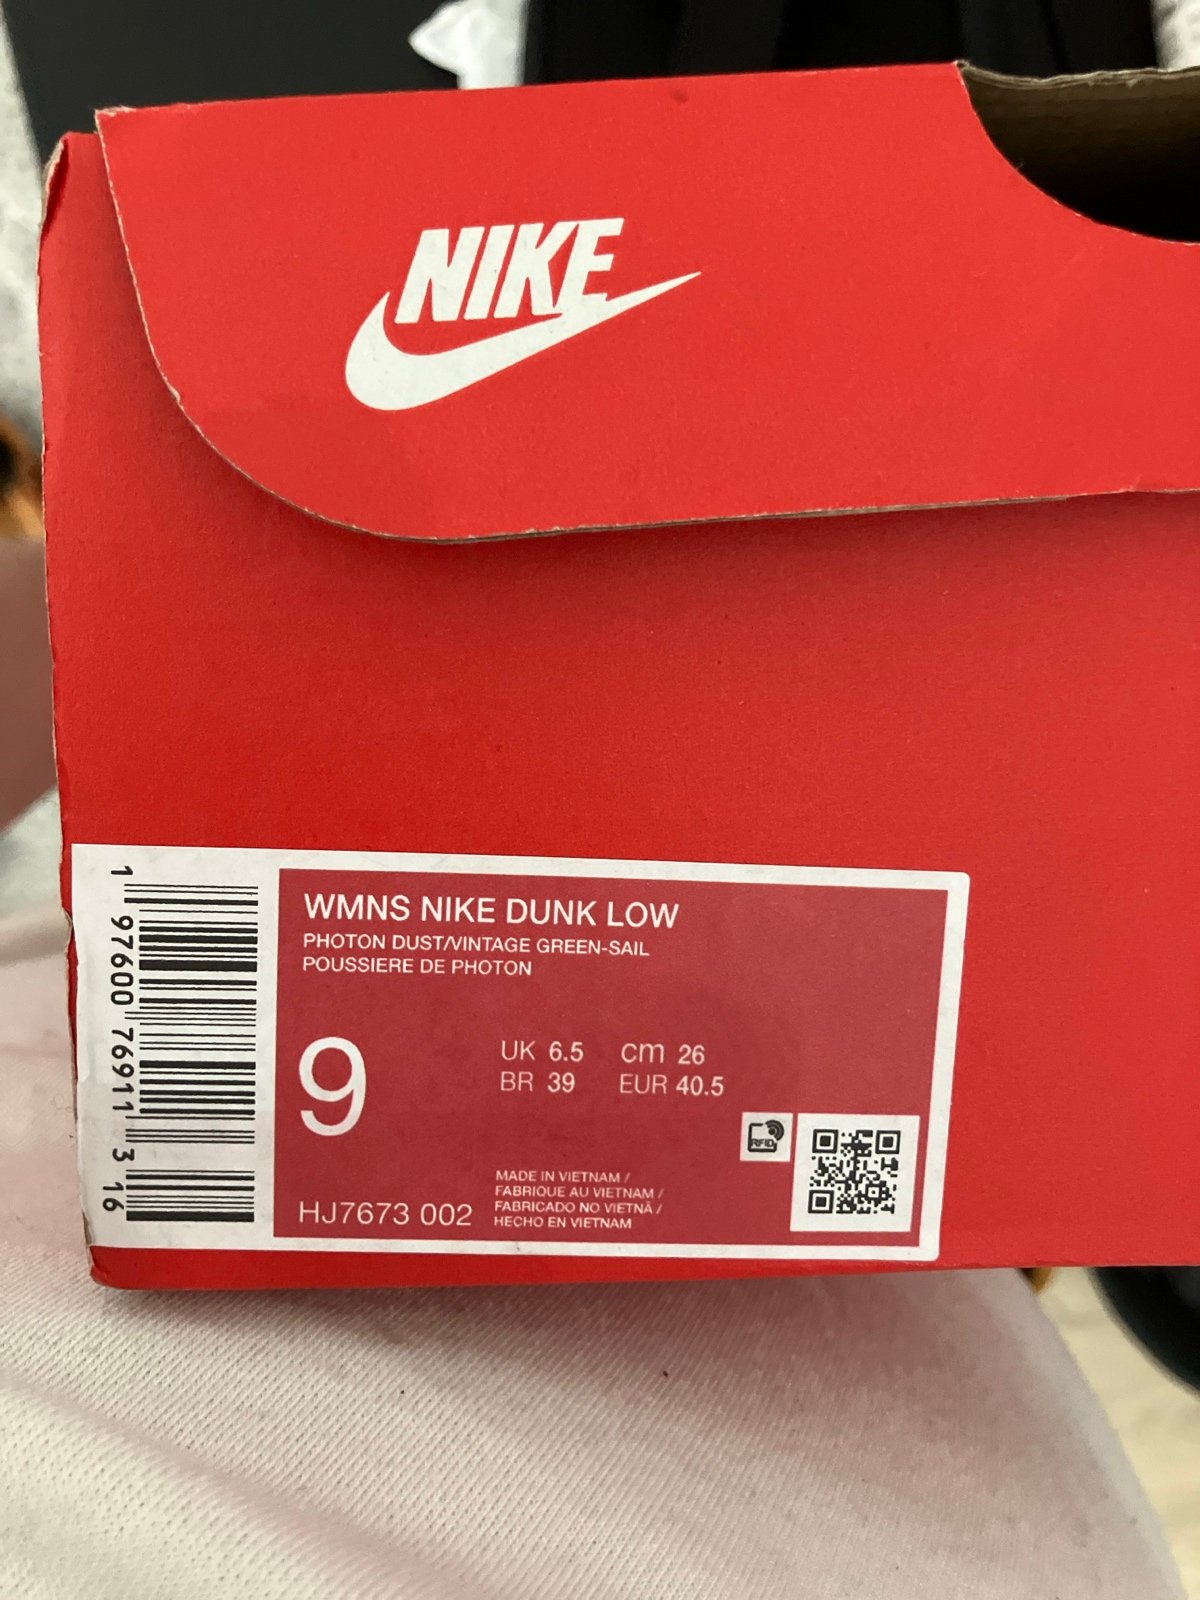 NIKE
WMNS NIKE DUNK LOW
PHOTON DUST/VINTAGE GREEN-SAIL
POUSSIERE DE PHOTON
9
UK 6.5 cm 26
BR 39 EUR 40.5
RFID
MADE IN VIETNAM /
FABRIQUE AU VIETNAM /
FABRICADO NO VIETNÃ /
HECHO EN VIETNAM
HJ7673 002
1 97600 76911 3 16